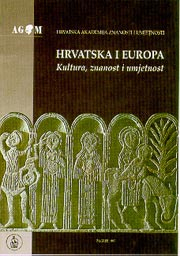 AGM
HRVATSKA AKADEMIJA ZNANOSTI I UMJETNOSTI
HRVATSKA I EUROPA
Kultura, znanost i umjetnost